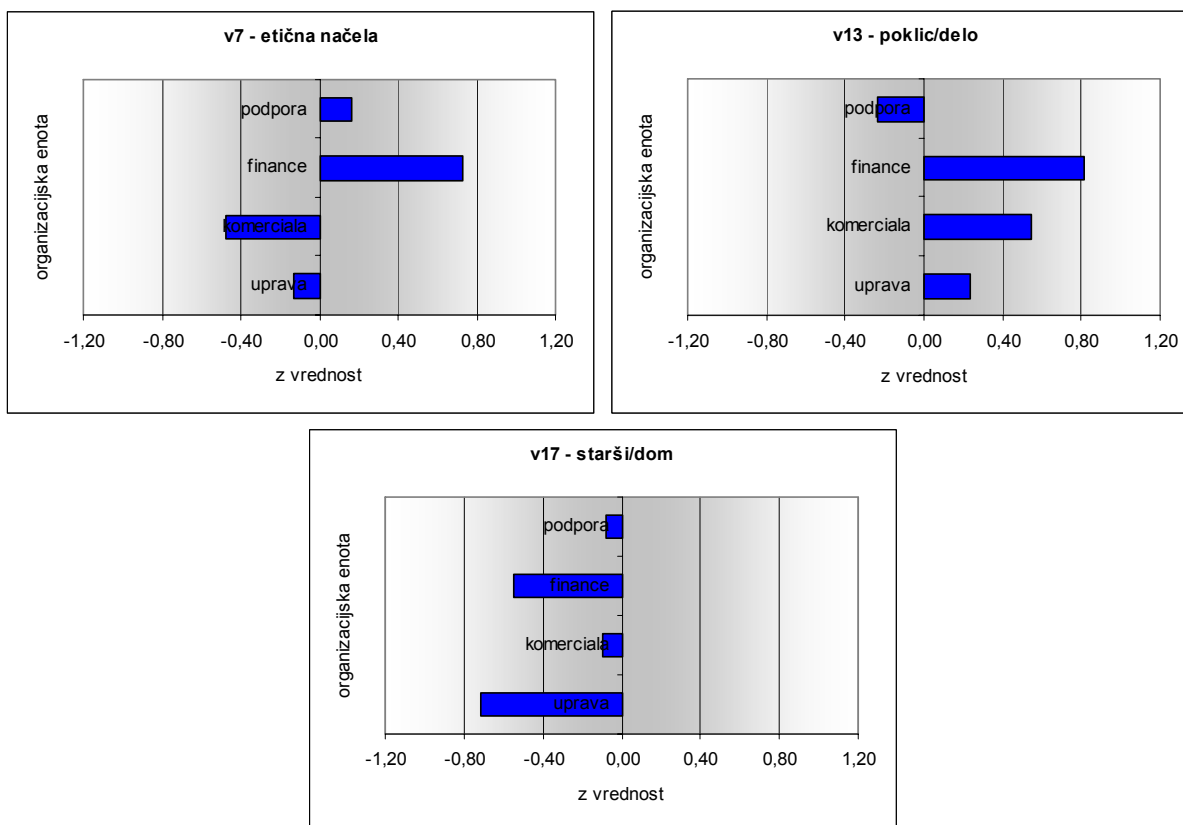 v7 - etična načela
organizacijska enota
podpora
finance
komerciala
uprava
-1,20 -0,80 -0,40 0,00 0,40 0,80 1,20
z vrednost
v13 - poklic/delo
organizacijska enota
podpora
finance
komerciala
uprava
-1,20 -0,80 -0,40 0,00 0,40 0,80 1,20
z vrednost
v17 - starši/dom
organizacijska enota
podpora
finance
komerciala
uprava
-1,20 -0,80 -0,40 0,00 0,40 0,80 1,20
z vrednost